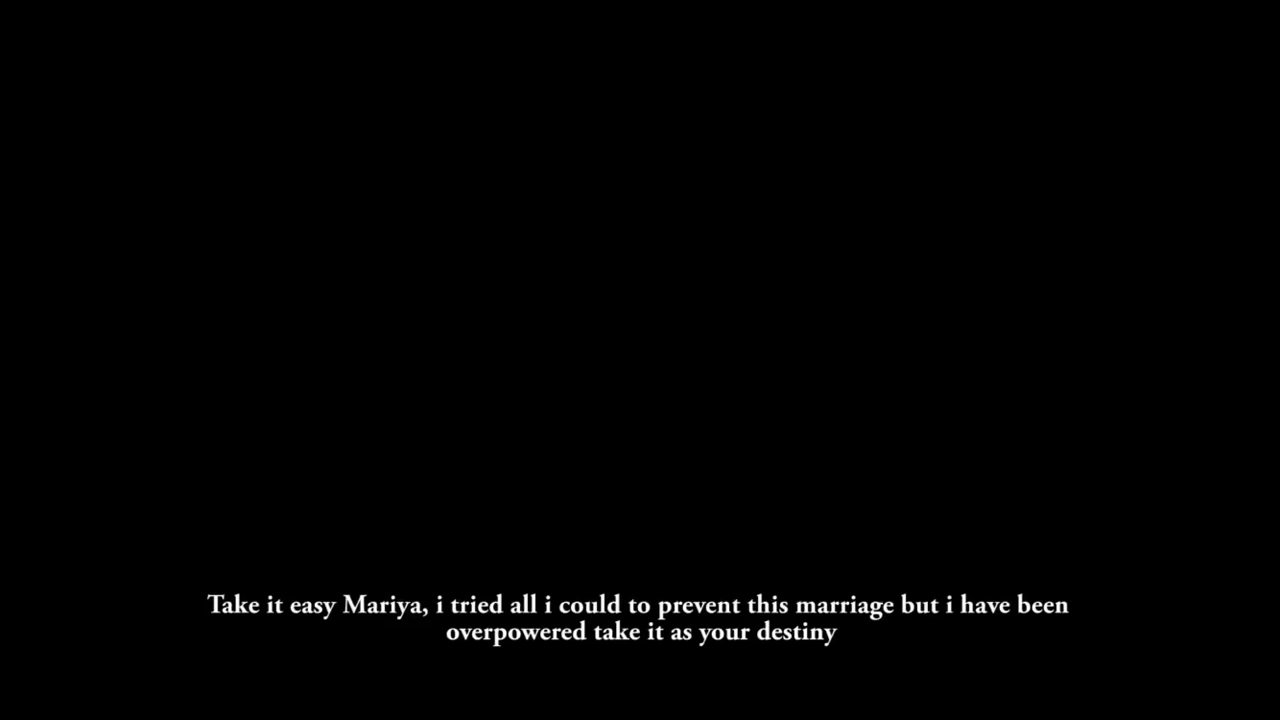 Take it easy Mariya, i tried all i could to prevent this marriage but i have been
overpowered take it as your destiny